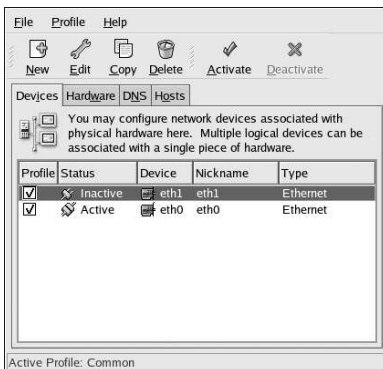 File Profile Help
New Edit Copy Delete Activate Deactivate
Devices Hardware DNS Hosts
You may configure network devices associated with
physical hardware here. Multiple logical devices can be
associated with a single piece of hardware.
Profile Status Device Nickname Type
Inactive eth1 eth1 Ethernet
Active eth0 eth0 Ethernet
Active Profile: Common